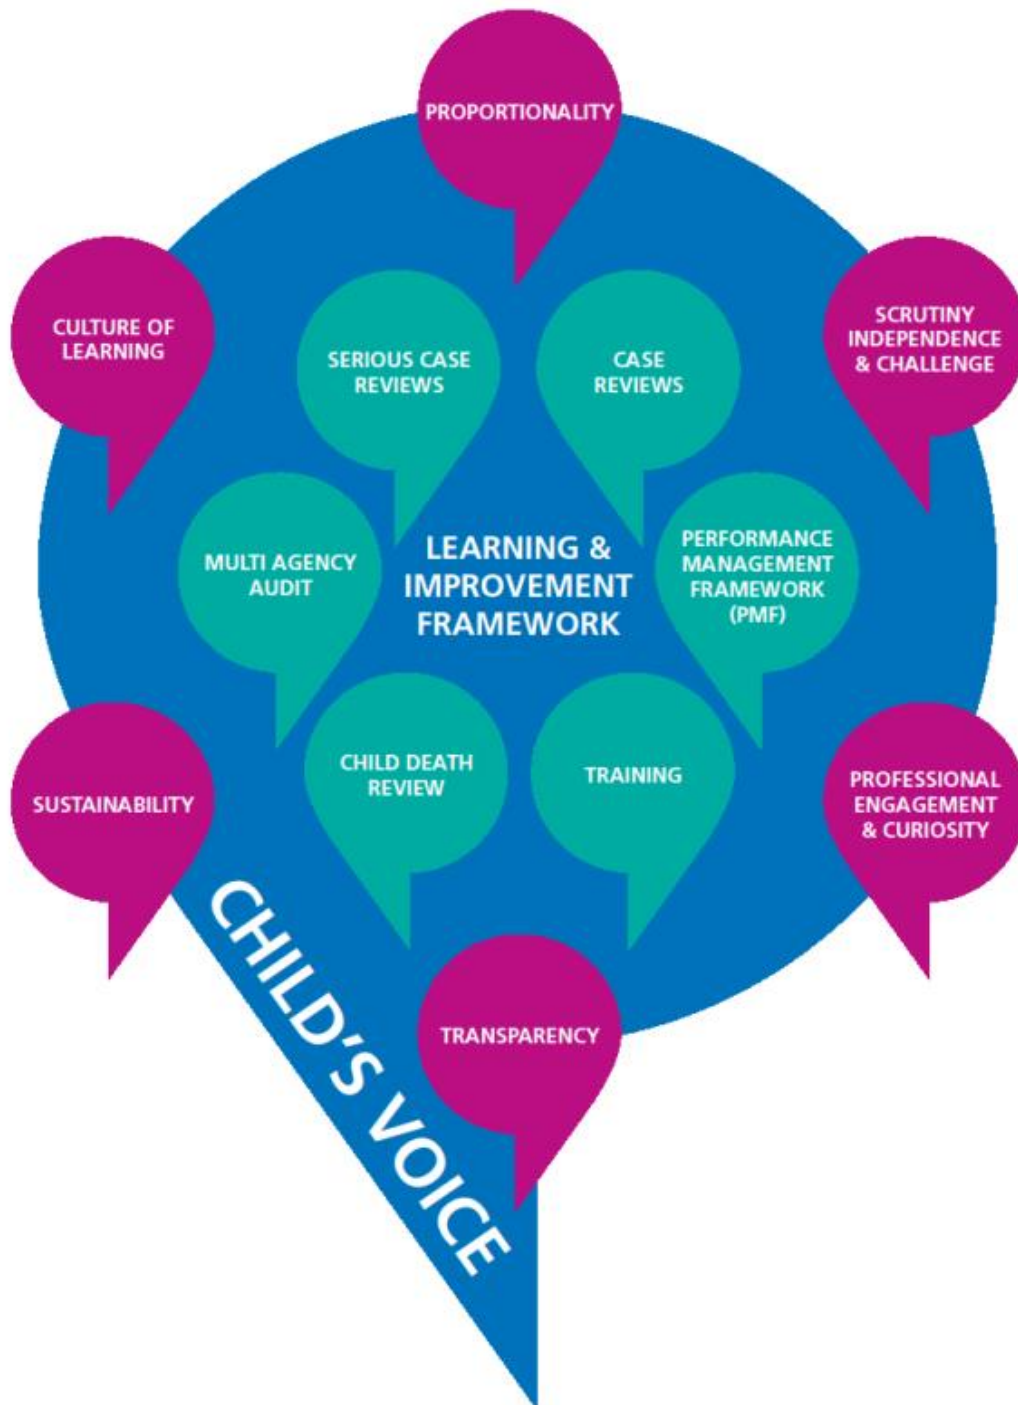 PROPORTIONALITY
CULTURE OF
LEARNING
SCRUTINY
INDEPENDENCE
& CHALLENGE
SERIOUS CASE
REVIEWS
CASE
REVIEWS
MULTI AGENCY
AUDIT
LEARNING &
IMPROVEMENT
FRAMEWORK
PERFORMANCE
MANAGEMENT
FRAMEWORK
(PMF)
CHILD DEATH
REVIEW
TRAINING
SUSTAINABILITY
PROFESSIONAL
ENGAGEMENT
& CURIOSITY
TRANSPARENCY
CHILD'S VOICE